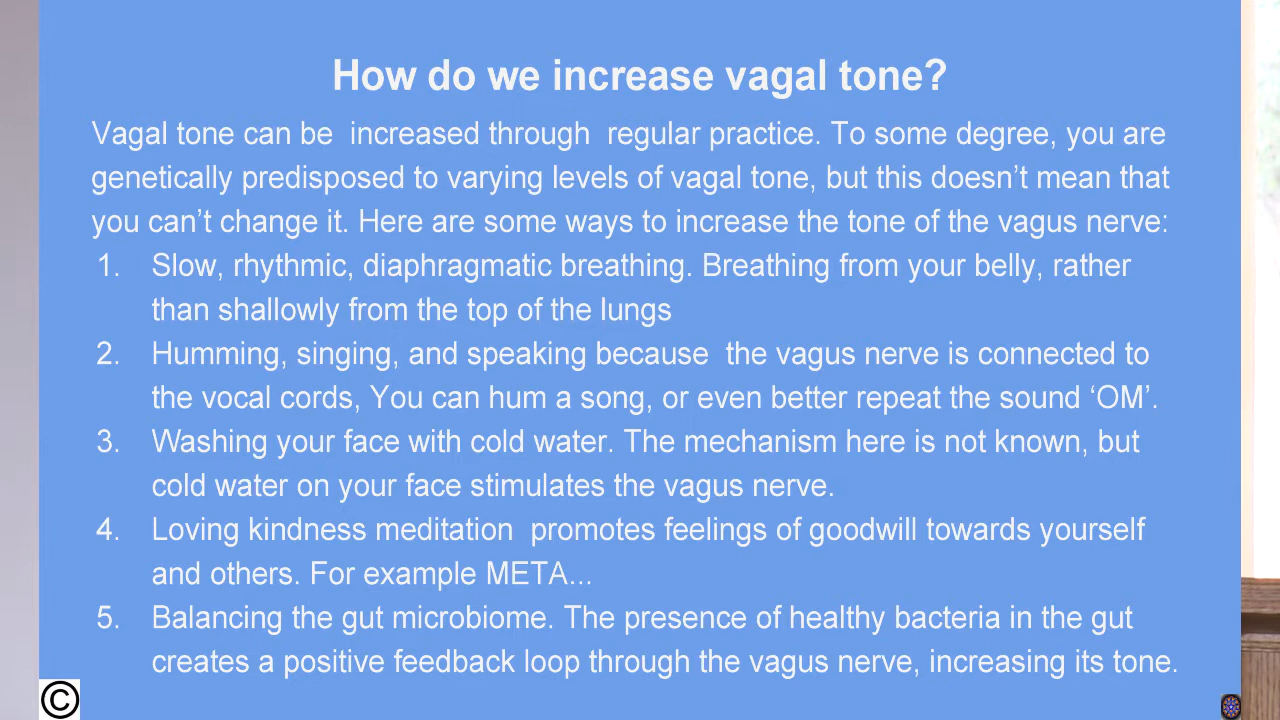 How do we increase vagal tone?
Vagal tone can be  increased through  regular practice. To some degree, you are
genetically predisposed to varying levels of vagal tone, but this doesn’t mean that
you can’t change it. Here are some ways to increase the tone of the vagus nerve:
1. Slow, rhythmic, diaphragmatic breathing. Breathing from your belly, rather
than shallowly from the top of the lungs
2. Humming, singing, and speaking because  the vagus nerve is connected to
the vocal cords, You can hum a song, or even better repeat the sound ‘OM’.
3. Washing your face with cold water. The mechanism here is not known, but
cold water on your face stimulates the vagus nerve.
4. Loving kindness meditation  promotes feelings of goodwill towards yourself
and others. For example META...
5. Balancing the gut microbiome. The presence of healthy bacteria in the gut
creates a positive feedback loop through the vagus nerve, increasing its tone.
©